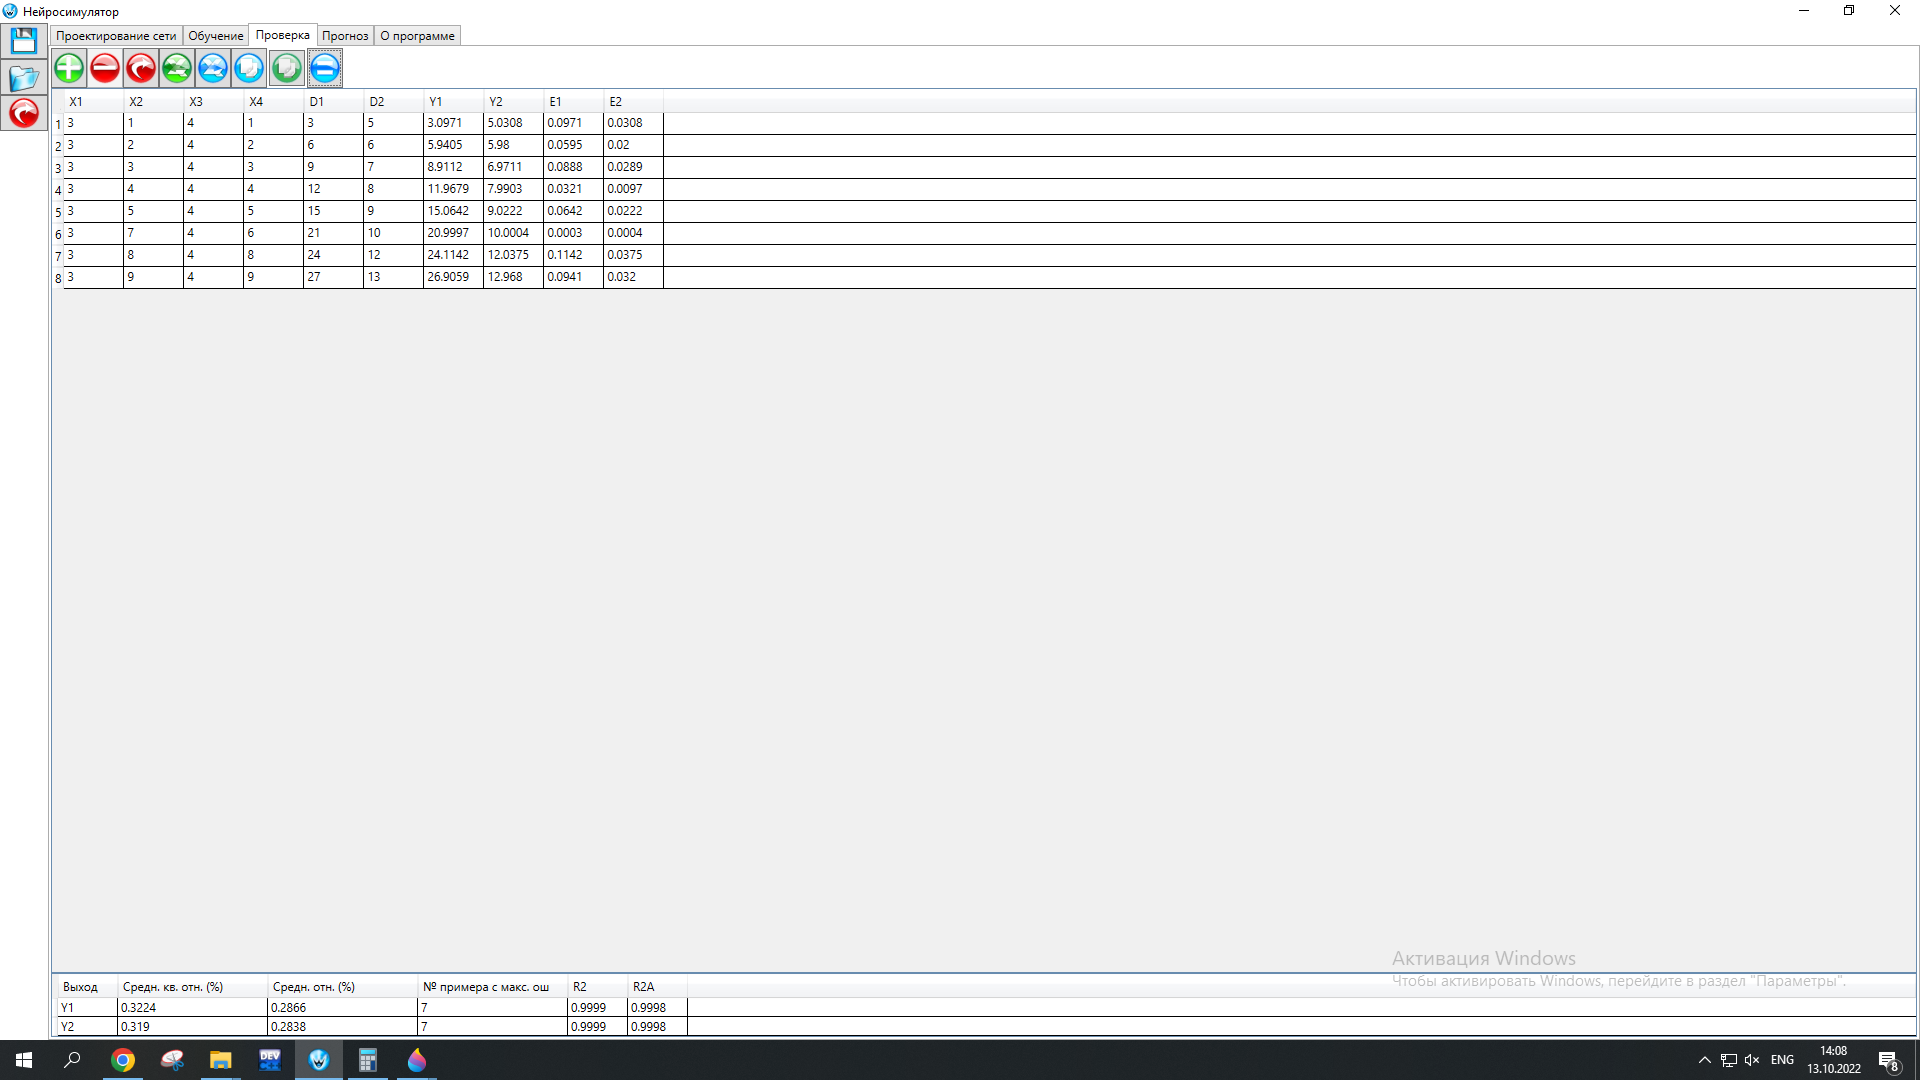 Нейросимулятор
Проектирование сети Обучение Проверка Прогноз О программе
X1 X2 X3 X4 D1 D2 Y1 Y2 E1 E2
1 3 1 4 1 3 5 3.0971 5.0308 0.0971 0.0308
2 3 2 4 2 6 6 5.9405 5.98 0.0595 0.02
3 3 3 4 3 9 7 8.9112 6.9711 0.0888 0.0289
4 3 4 4 4 12 8 11.9679 7.9903 0.0321 0.0097
5 3 5 4 5 15 9 15.0642 9.0222 0.0642 0.0222
6 3 7 4 6 21 10 20.9997 10.0004 0.0003 0.0004
7 3 8 4 8 24 12 24.1142 12.0375 0.1142 0.0375
8 3 9 4 9 27 13 26.9059 12.968 0.0941 0.032
Активация Windows
Чтобы активировать Windows, перейдите в раздел "Параметры".
Выход Средн. кв. отн. (%) Средн. отн. (%) № примера с макс. ош R2 R2A
Y1 0.3224 0.2866 7 0.9999 0.9998
Y2 0.319 0.2838 7 0.9999 0.9998
DEV
C++
ENG
14:08
13.10.2022
8